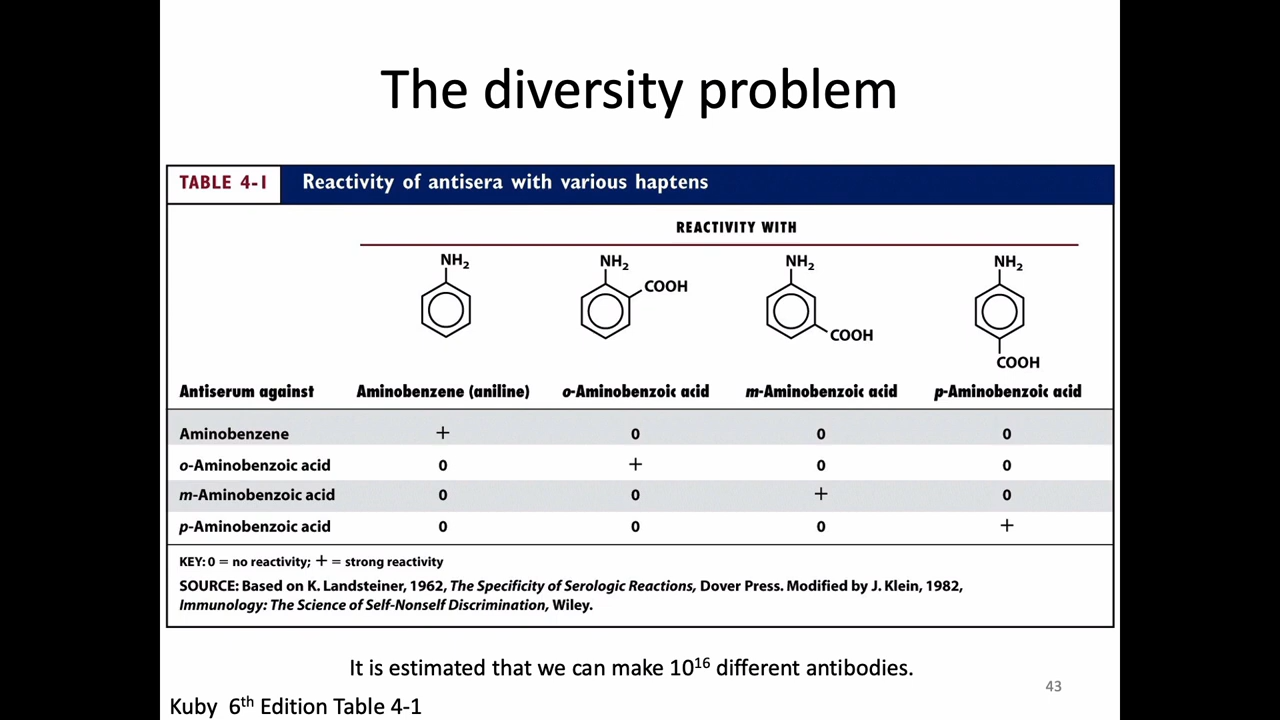 The diversity problem
TABLE 4-1 Reactivity of antisera with various haptens
REACTIVITY WITH
NH₂ NH₂ NH₂ NH₂
COOH
COOH
COOH
Antiserum against Aminobenzene (aniline) o-Aminobenzoic acid m-Aminobenzoic acid p-Aminobenzoic acid
Aminobenzene + 0 0 0
o-Aminobenzoic acid 0 + 0 0
m-Aminobenzoic acid 0 0 + 0
p-Aminobenzoic acid 0 0 0 +
KEY: 0 = no reactivity; + = strong reactivity
SOURCE: Based on K. Landsteiner, 1962, The Specificity of Serologic Reactions, Dover Press. Modified by J. Klein, 1982,
Immunology: The Science of Self-Nonself Discrimination, Wiley.
It is estimated that we can make 10¹⁶ different antibodies.
43
Kuby 6th Edition Table 4-1